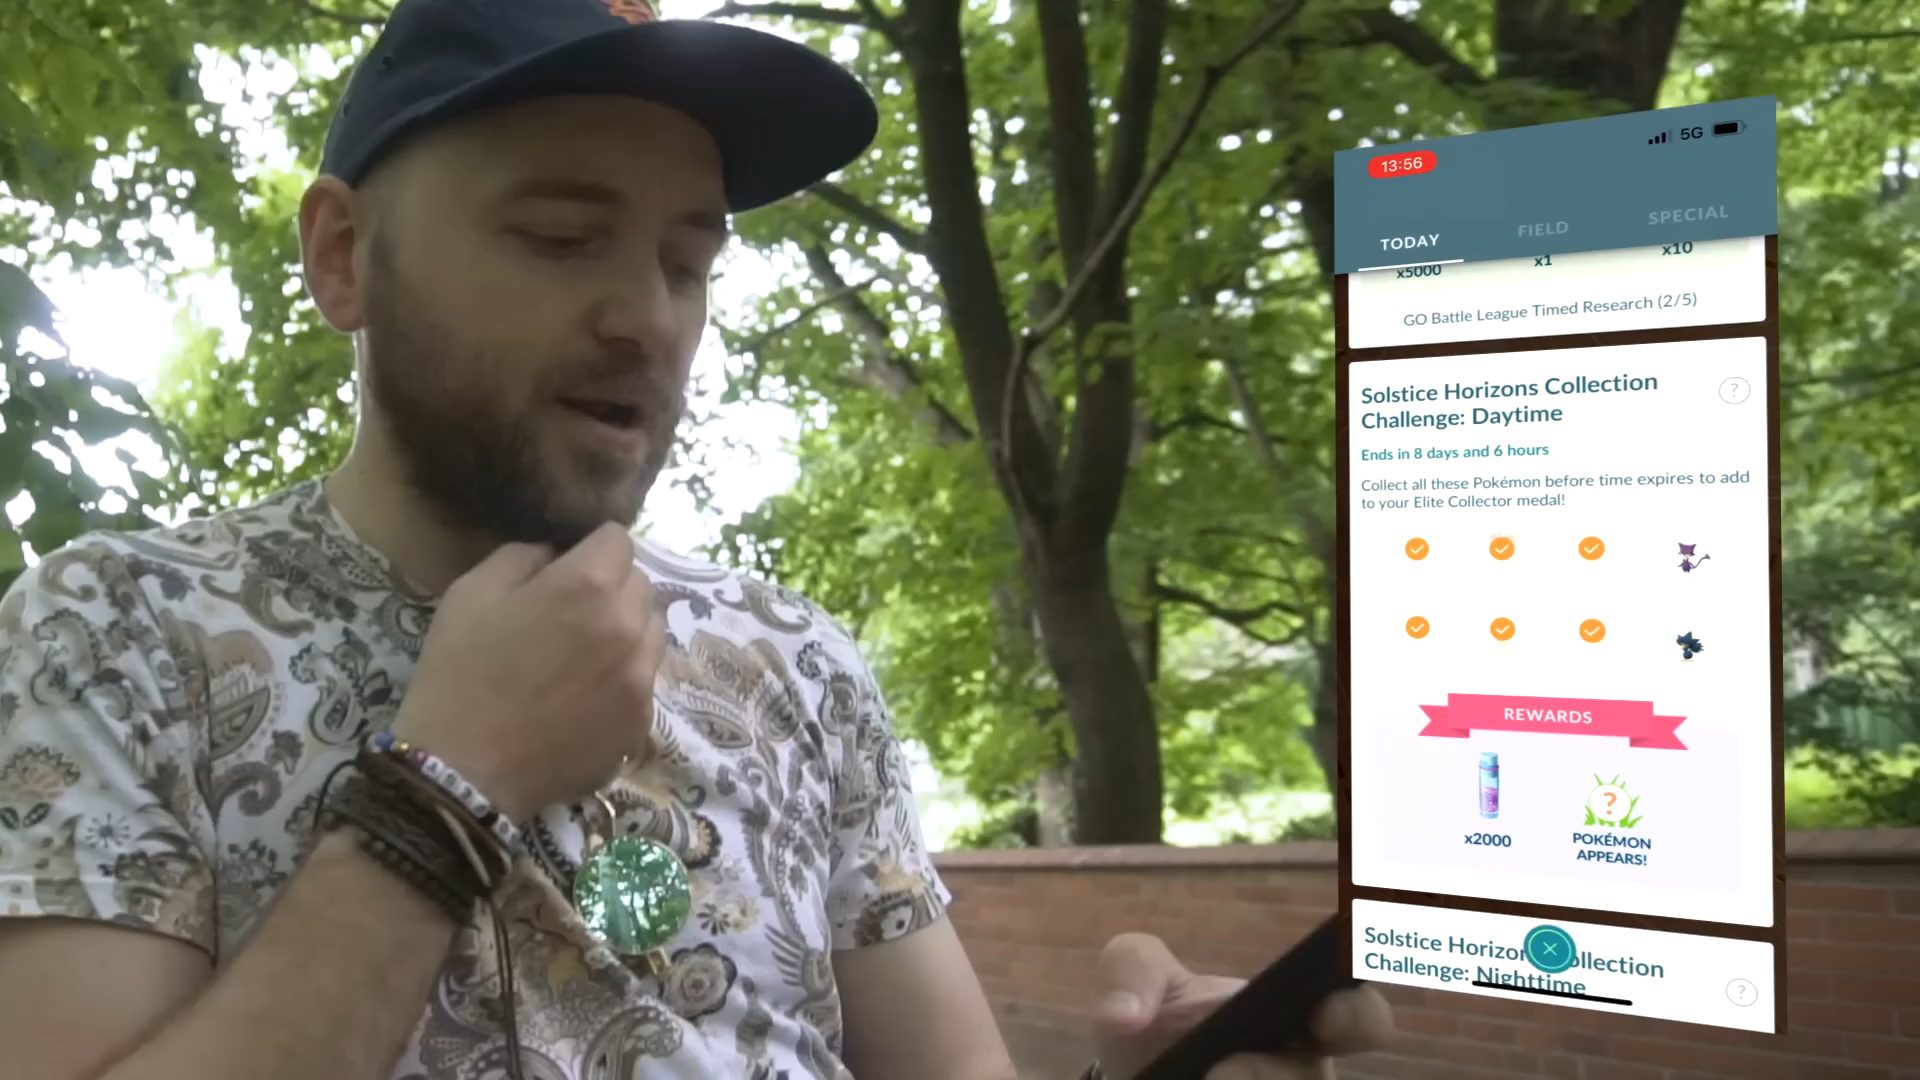 13:56
5G
TODAY
FIELD
SPECIAL
x5000
x1
x10
GO Battle League Timed Research (2/5)
Solstice Horizons Collection
Challenge: Daytime
?
Ends in 8 days and 6 hours
Collect all these Pokémon before time expires to add
to your Elite Collector medal!
REWARDS
?
x2000
POKÉMON
APPEARS!
Solstice Horizon Collection
Challenge: Nighttime
?